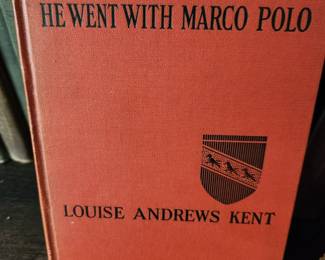 HE WENT WITH MARCO POLO
LOUISE ANDREWS KENT